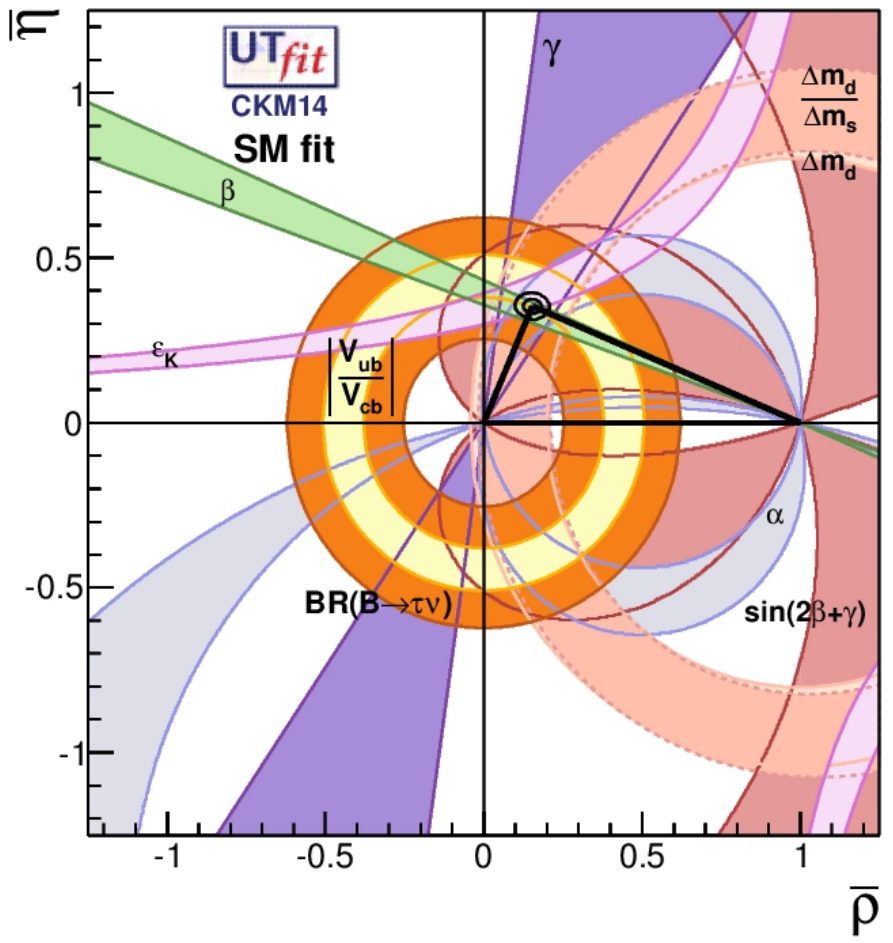 η̅
UTfit
CKM14
SM fit
γ
Δm_d
Δm_s
Δm_d
β
ε_K
|V_ub
V_cb|
α
BR(B→τν)
sin(2β+γ)
1
0.5
0
-0.5
-1
-1
-0.5
0
0.5
1
ρ̅